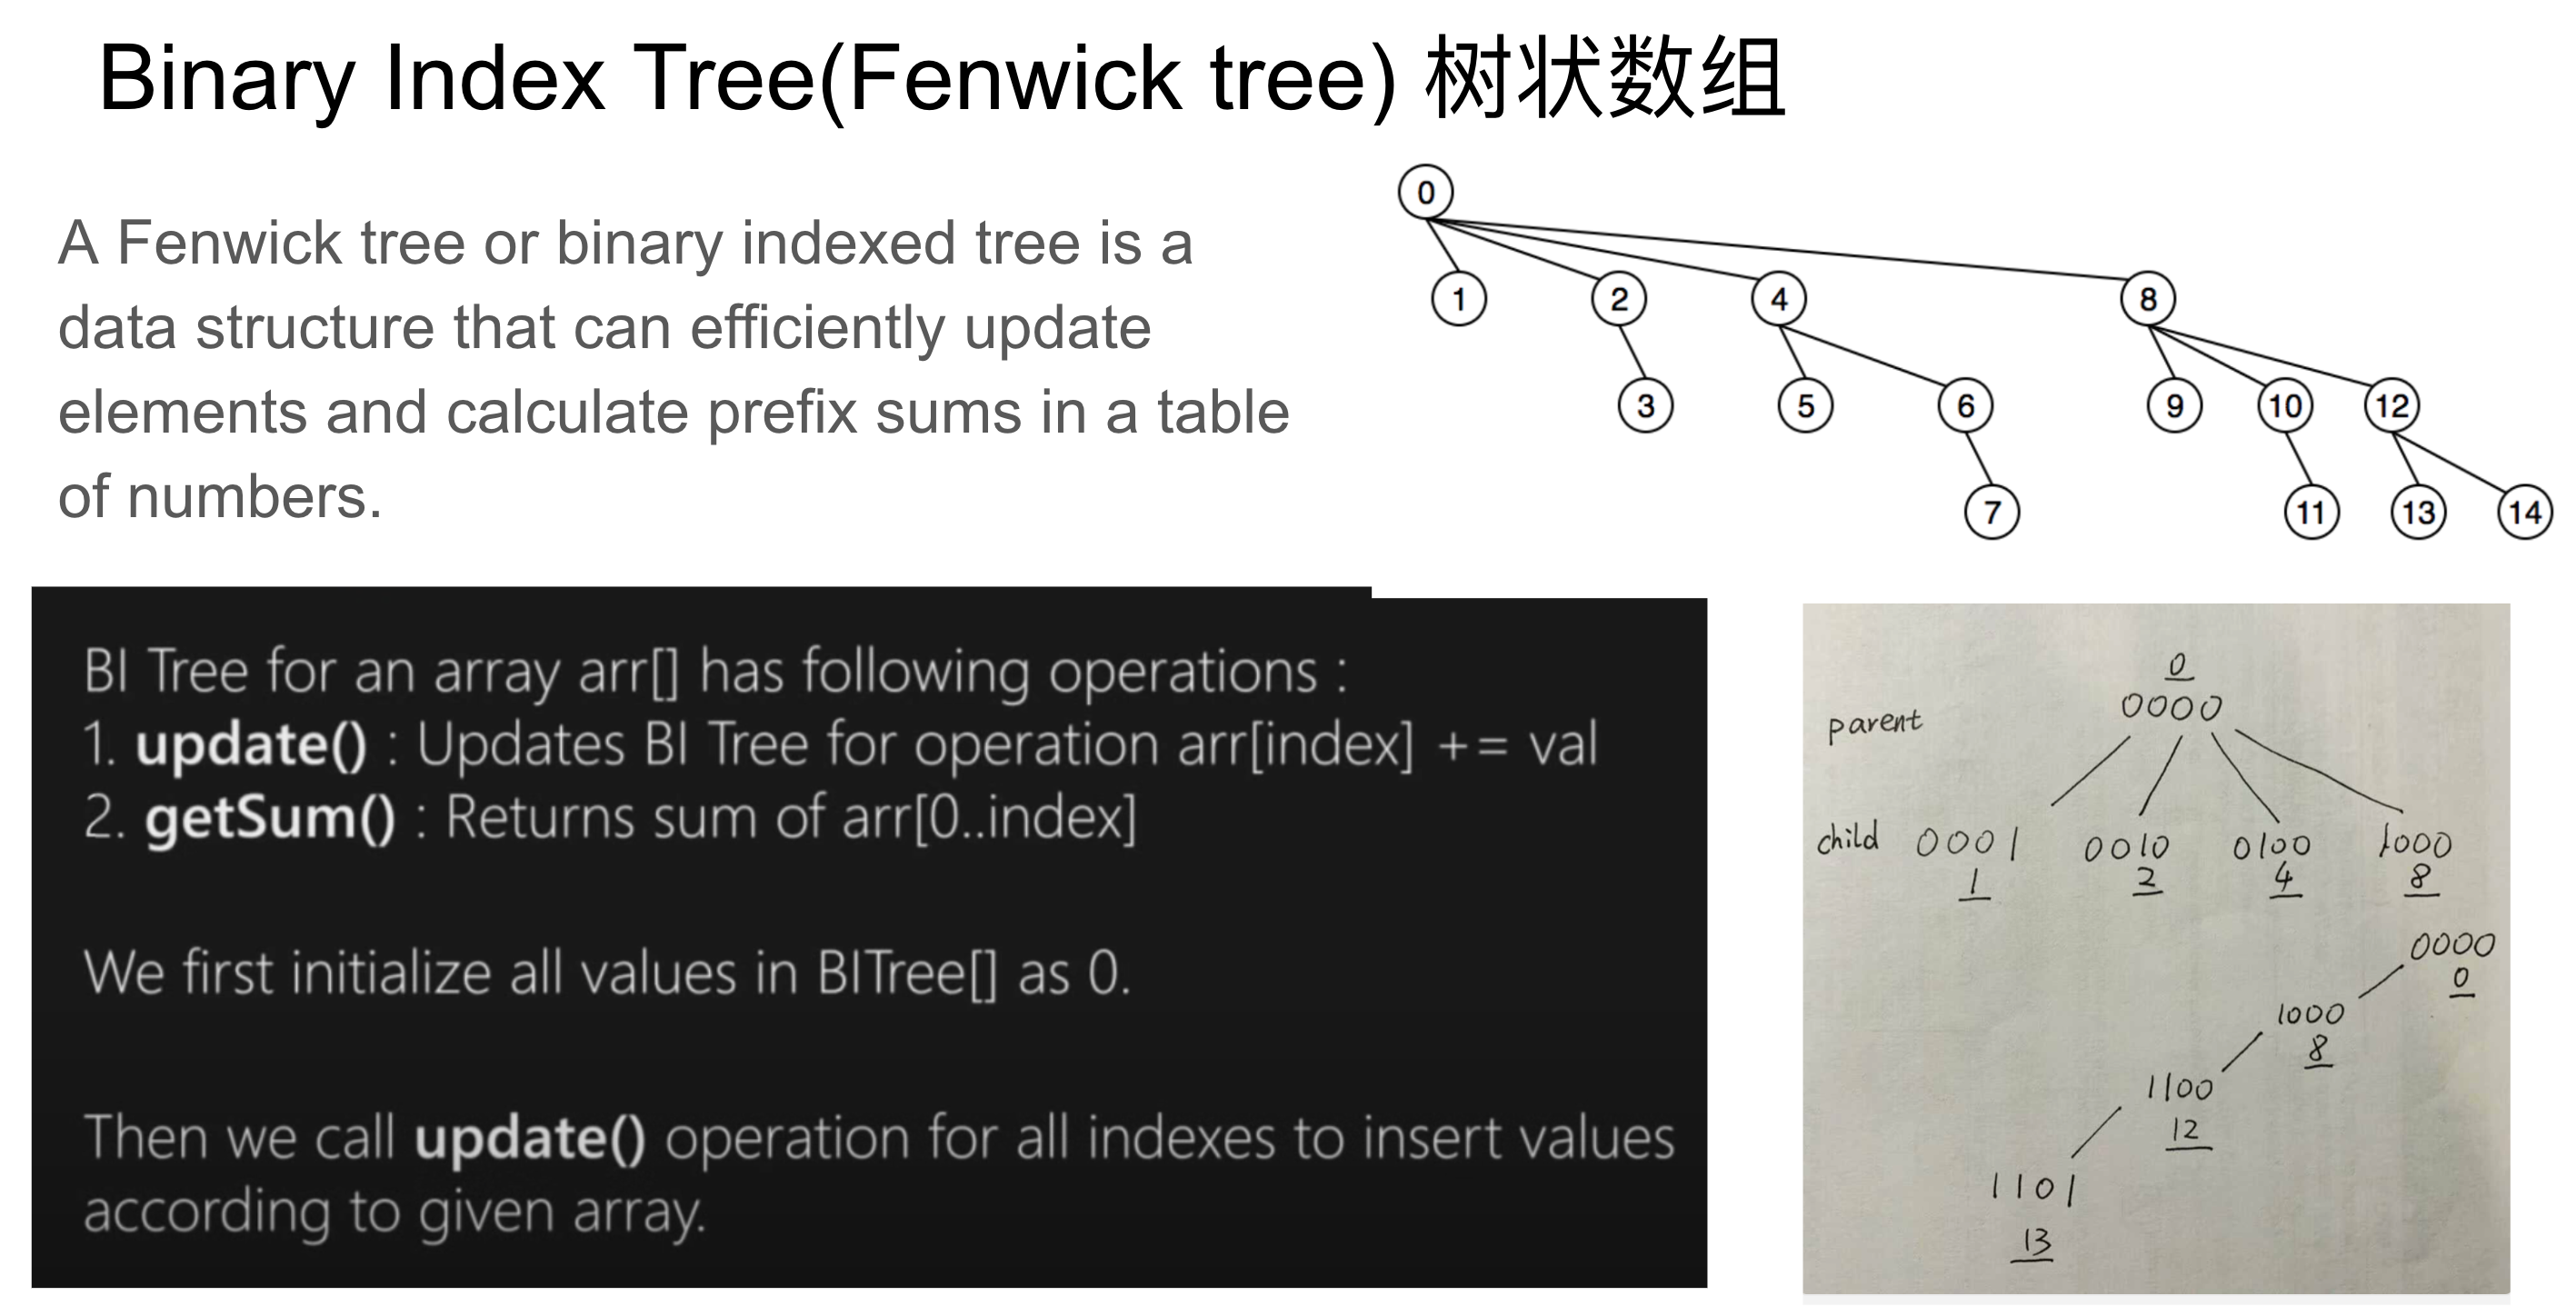 Binary Index Tree(Fenwick tree) 树状数组
A Fenwick tree or binary indexed tree is a
data structure that can efficiently update
elements and calculate prefix sums in a table
of numbers.
0
1 2 4 8
3 5 6 9 10 12
7 11 13 14
BI Tree for an array arr[] has following operations :
1. update() : Updates BI Tree for operation arr[index] += val
2. getSum() : Returns sum of arr[0..index]
We first initialize all values in BITree[] as 0.
Then we call update() operation for all indexes to insert values
according to given array.
0
0000
parent
child 0001 0010 0100 1000
1 2 4 8
0000
0
1000
8
1100
12
1101
13